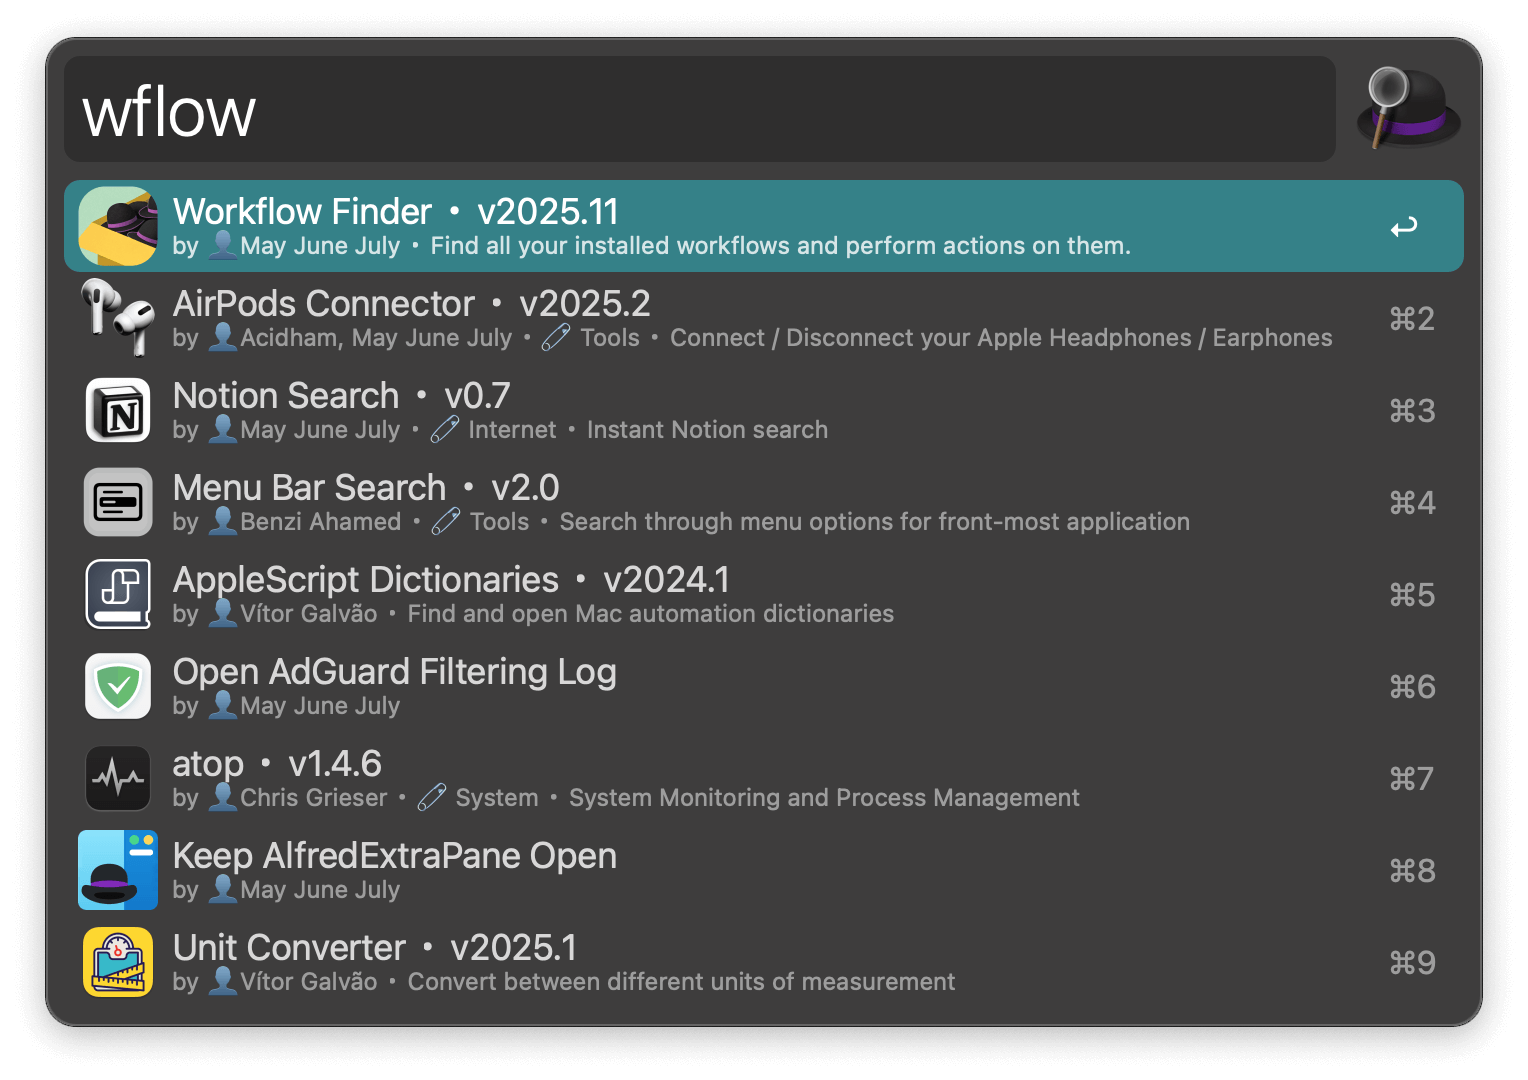 wflow
Workflow Finder • v2025.11
by 👤May June July • Find all your installed workflows and perform actions on them.
↩
AirPods Connector • v2025.2
by 👤Acidham, May June July • 🧷 Tools • Connect / Disconnect your Apple Headphones / Earphones
⌘2
Notion Search • v0.7
by 👤May June July • 🧷 Internet • Instant Notion search
⌘3
Menu Bar Search • v2.0
by 👤Benzi Ahamed • 🧷 Tools • Search through menu options for front-most application
⌘4
AppleScript Dictionaries • v2024.1
by 👤Vítor Galvão • Find and open Mac automation dictionaries
⌘5
Open AdGuard Filtering Log
by 👤May June July
⌘6
atop • v1.4.6
by 👤Chris Grieser • 🧷 System • System Monitoring and Process Management
⌘7
Keep AlfredExtraPane Open
by 👤May June July
⌘8
Unit Converter • v2025.1
by 👤Vítor Galvão • Convert between different units of measurement
⌘9